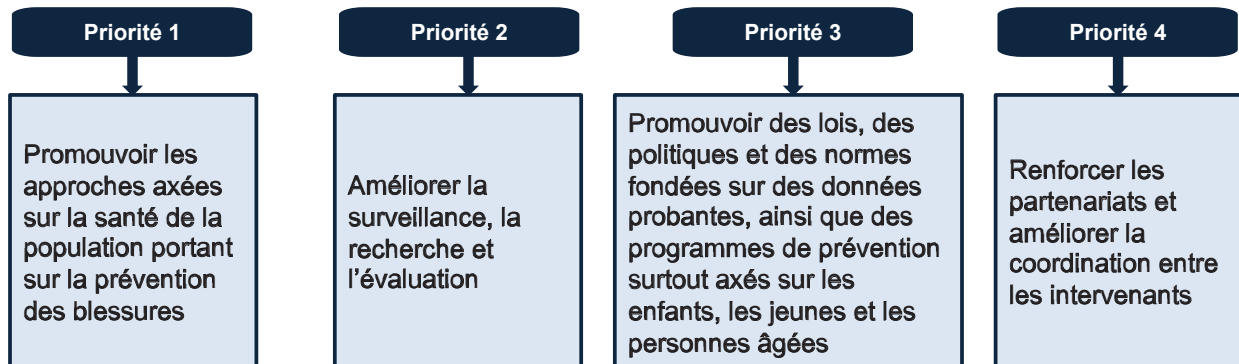 Priorité 1
Promouvoir les
approches axées
sur la santé de la
population portant
sur la prévention
des blessures
Priorité 2
Améliorer la
surveillance, la
recherche et
l'évaluation
Priorité 3
Promouvoir des lois, des
politiques et des normes
fondées sur des données
probantes, ainsi que des
programmes de prévention
surtout axés sur les
enfants, les jeunes et les
personnes âgées
Priorité 4
Renforcer les
partenariats et
améliorer la
coordination entre
les intervenants